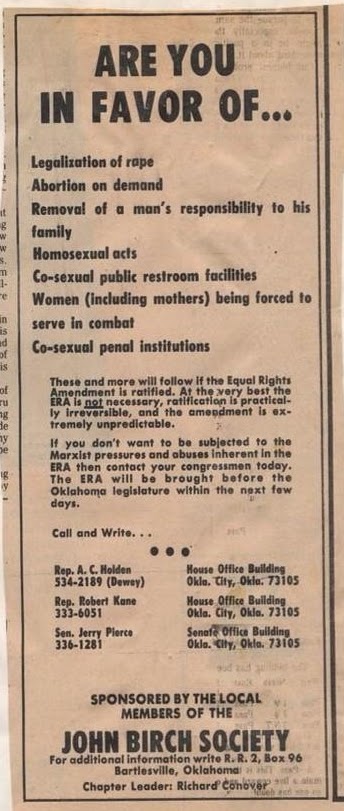 ARE YOU
IN FAVOR OF...
Legalization of rape
Abortion on demand
Removal of a man's responsibility to his
family
Homosexual acts
Co-sexual public restroom facilities
Women (including mothers) being forced to
serve in combat
Co-sexual penal institutions
These and more will follow if the Equal Rights
Amendment is ratified. At the very best the
ERA is not necessary, ratification is practical-
ly irreversible, and the amendment is ex-
tremely unpredictable.
If you don't want to be subjected to the
Marxist pressures and abuses inherent in the
ERA then contact your congressmen today.
The ERA will be brought before the
Oklahoma legislature within the next few
days.
Call and Write. . .
Rep. A. C. Holden House Office Building
534-2189 (Dewey) Okla. City, Okla. 73105
Rep. Robert Kane House Office Building
333-6051 Okla. City, Okla. 73105
Sen. Jerry Pierce Senate Office Building
336-1281 Okla. City, Okla. 73105
SPONSORED BY THE LOCAL
MEMBERS OF THE
JOHN BIRCH SOCIETY
For additional information write R. R. 2, Box 96
Bartlesville, Oklahoma
Chapter Leader: Richard Conover